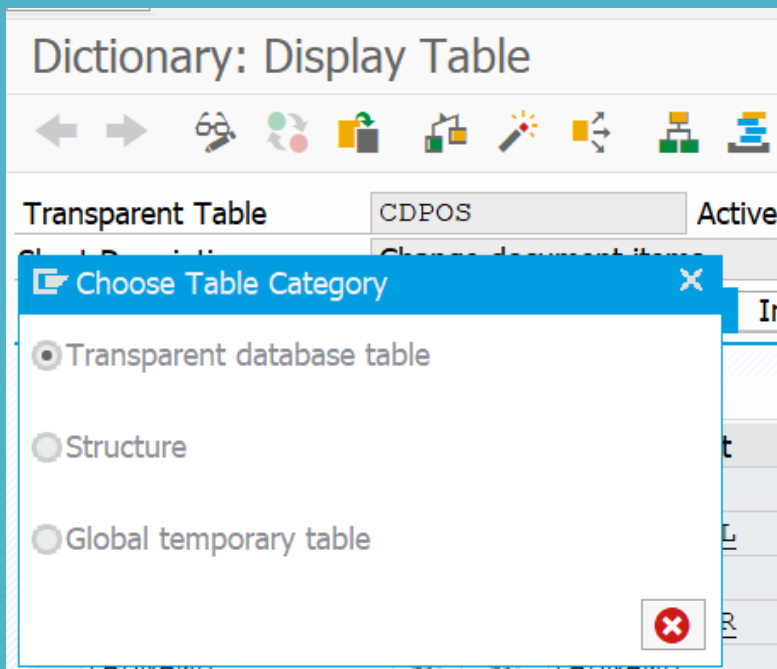 Dictionary: Display Table
Transparent Table CDPOS Active
Choose Table Category
Transparent database table
Structure
Global temporary table